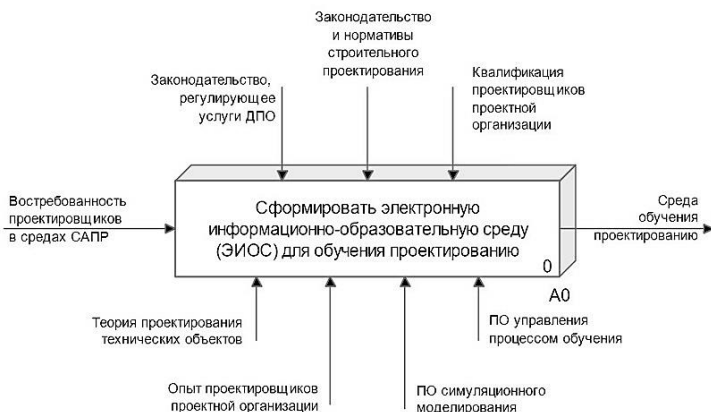 Законодательство
и нормативы
строительного
проектирования
Законодательство,
регулирующее
услуги ДПО
Квалификация
проектировщиков
проектной
организации
Востребованность
проектировщиков
в средах САПР
Сформировать электронную
информационно-образовательную среду
(ЭИОС) для обучения проектированию
0
A0
Среда
обучения
проектированию
Теория проектирования
технических объектов
ПО управления
процессом обучения
Опыт проектировщиков
проектной организации
ПО симуляционного
моделирования